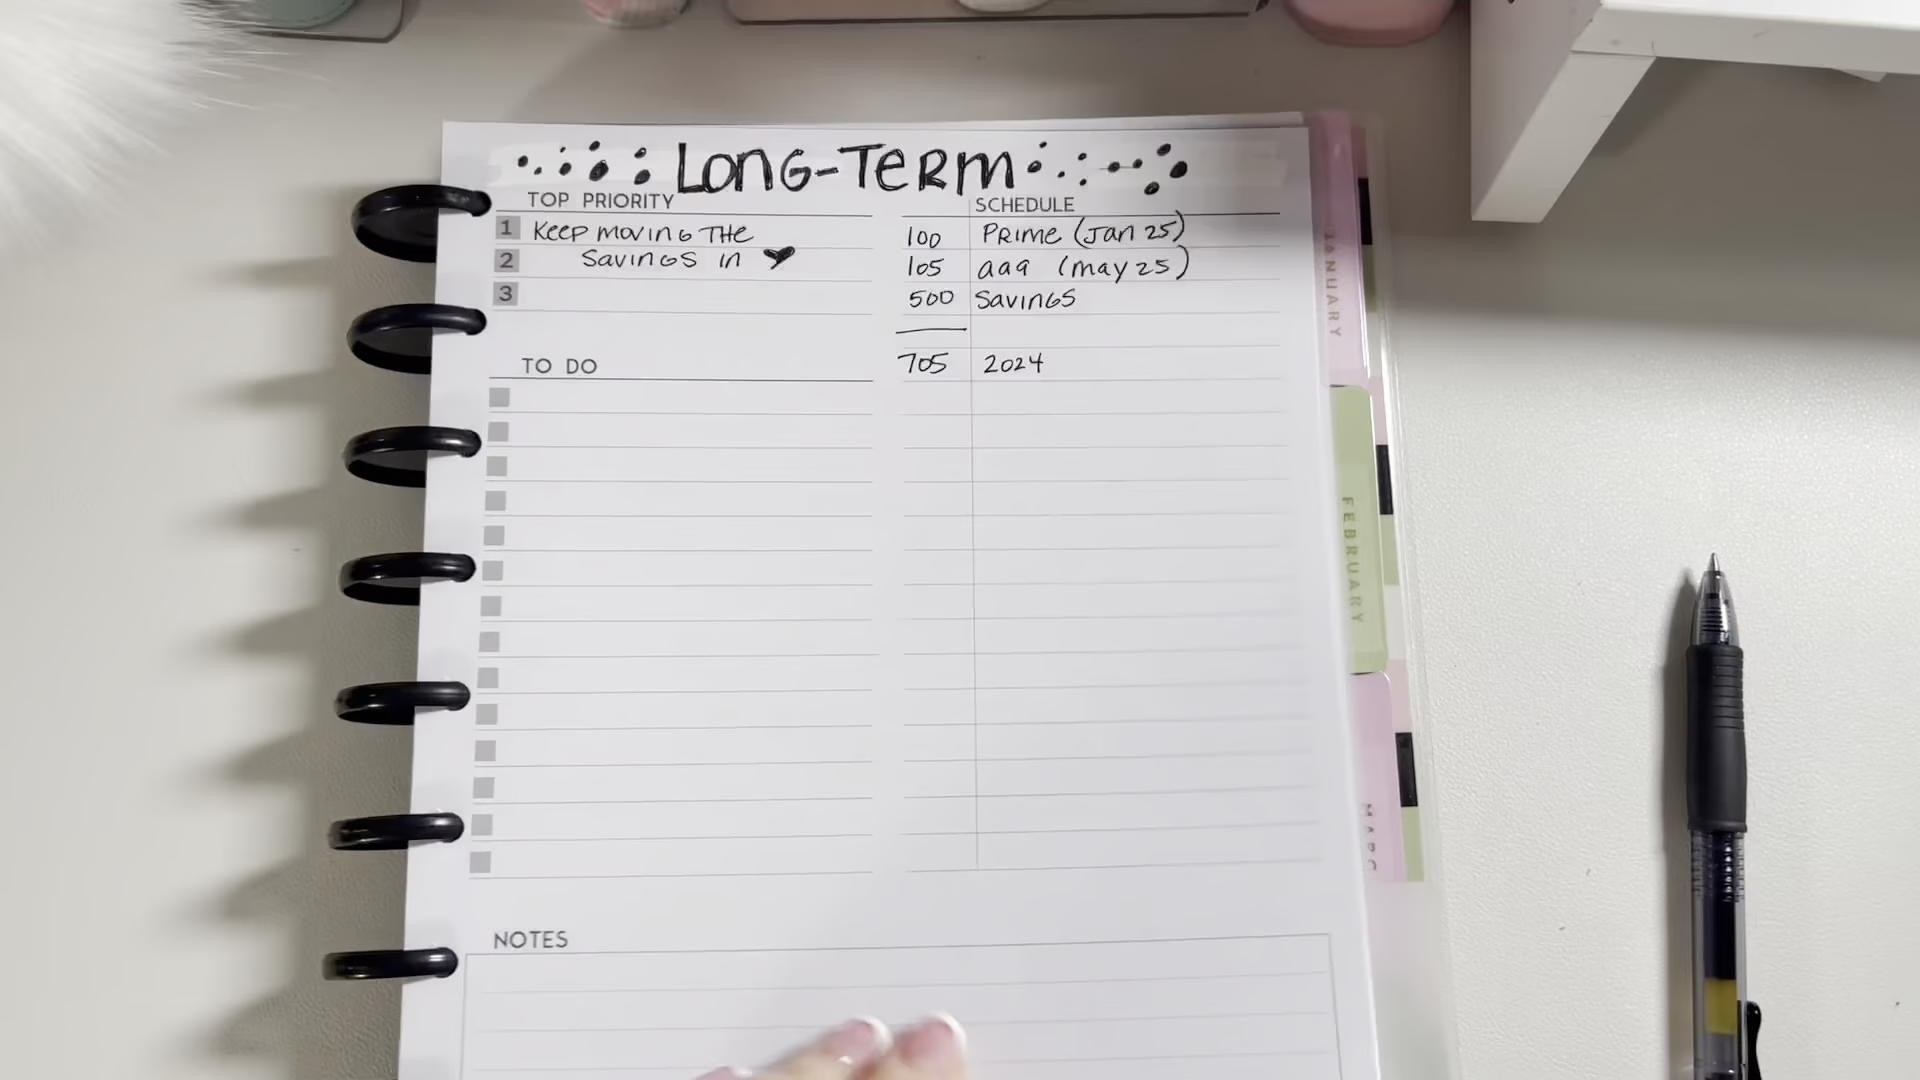 LONG-TERM
TOP PRIORITY
1 Keep moving THe
2 Savings in
3
TO DO
SCHEDULE
100 Prime (Jan 25)
105 aaa (may 25)
500 Savings
705 2024
NOTES
JANUARY
FEBRUARY
MARC